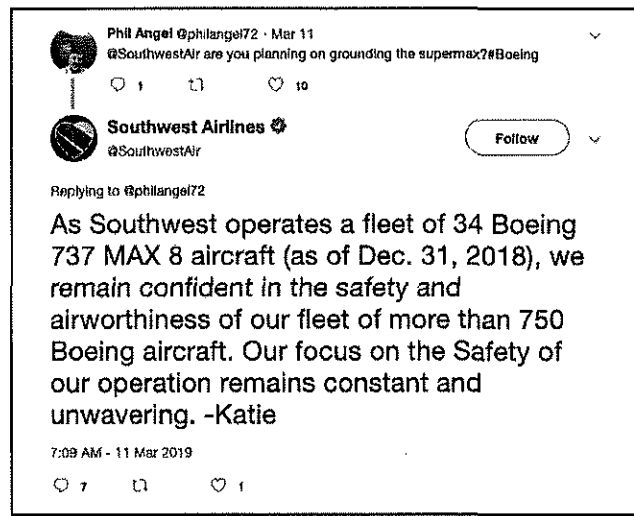 Phil Angel @philangel72 · Mar 11
@SouthwestAir are you planning on grounding the supermax?#Boeing
1 10
Southwest Airlines
@SouthwestAir
Follow
Replying to @philangel72
As Southwest operates a fleet of 34 Boeing
737 MAX 8 aircraft (as of Dec. 31, 2018), we
remain confident in the safety and
airworthiness of our fleet of more than 750
Boeing aircraft. Our focus on the Safety of
our operation remains constant and
unwavering. -Katie
7:09 AM - 11 Mar 2019
7 1